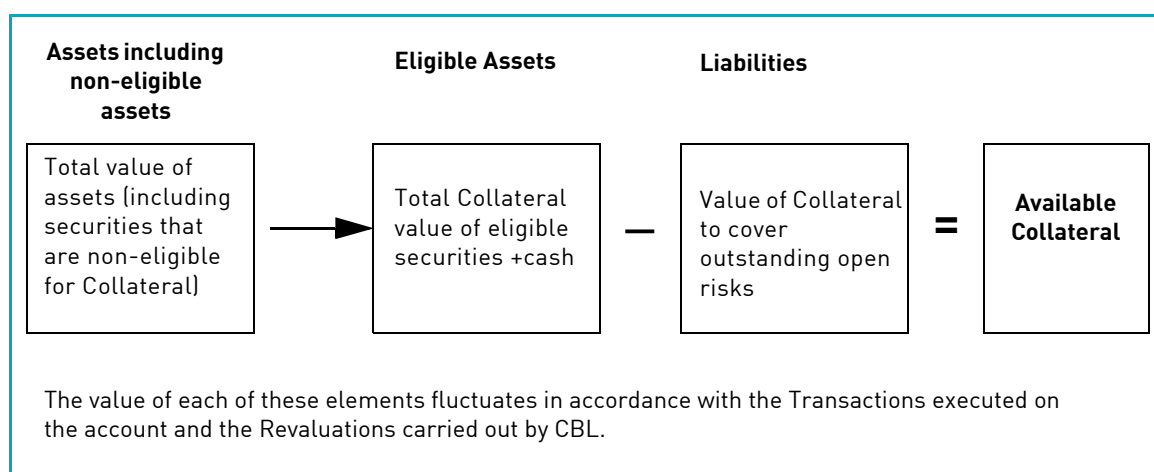 Assets including
non-eligible
assets
Eligible Assets
Liabilities
Total value of
assets (including
securities that
are non-eligible
for Collateral)
Total Collateral
value of eligible
securities +cash
—
Value of Collateral
to cover
outstanding open
risks
=
Available
Collateral
The value of each of these elements fluctuates in accordance with the Transactions executed on
the account and the Revaluations carried out by CBL.